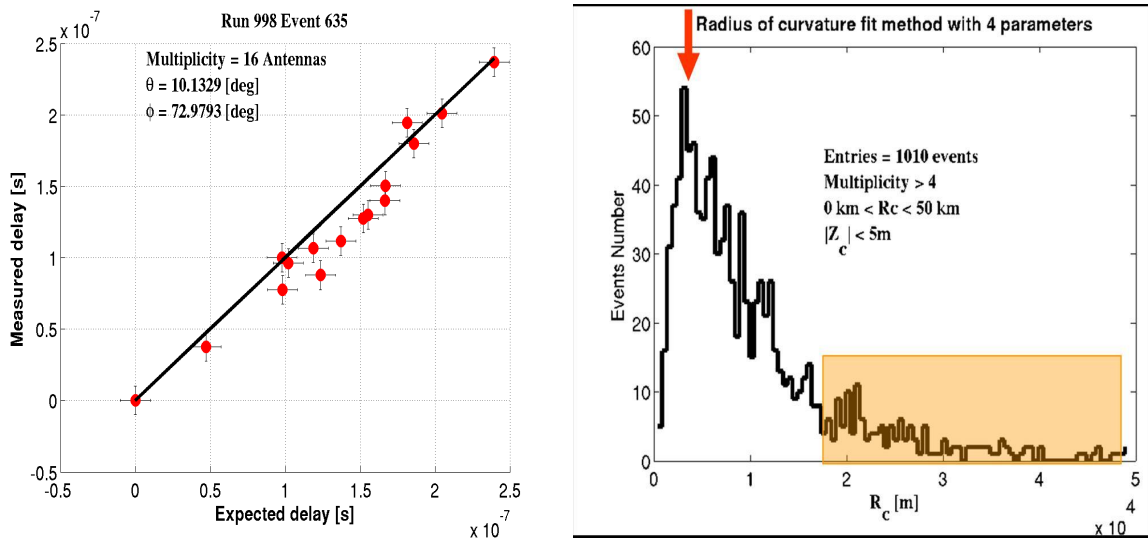 Run 998 Event 635
x 10^-7
Multiplicity = 16 Antennas
θ = 10.1329 [deg]
ϕ = 72.9793 [deg]
2.5
2
1.5
1
0.5
0
-0.5
Measured delay [s]
-0.5 0 0.5 1 1.5 2 2.5
Expected delay [s]
x 10^-7
Radius of curvature fit method with 4 parameters
60
50
40
30
20
10
0
Events Number
Entries = 1010 events
Multiplicity > 4
0 km < Rc < 50 km
|Z_c| < 5m
0 1 2 3 4 5
R_c [m]
x 10^4